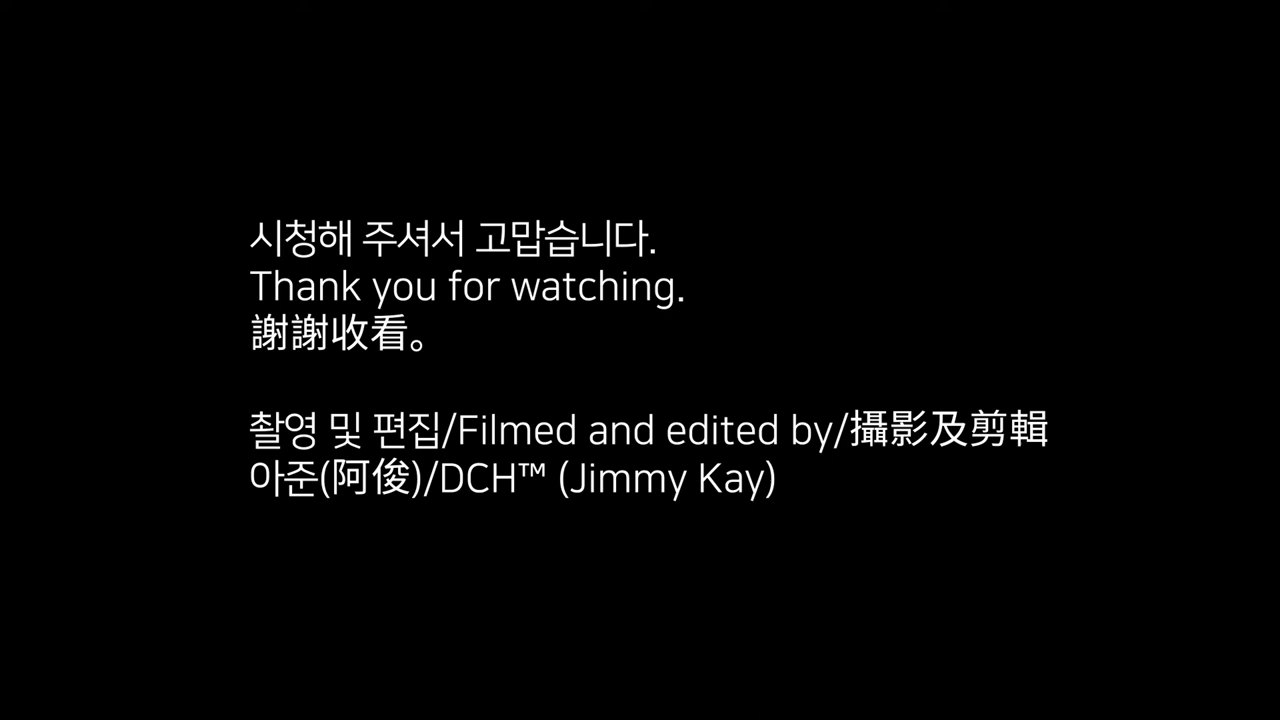 시청해 주셔서 고맙습니다.
Thank you for watching.
謝謝收看。
촬영 및 편집/Filmed and edited by/攝影及剪輯
아준(阿俊)/DCH™ (Jimmy Kay)